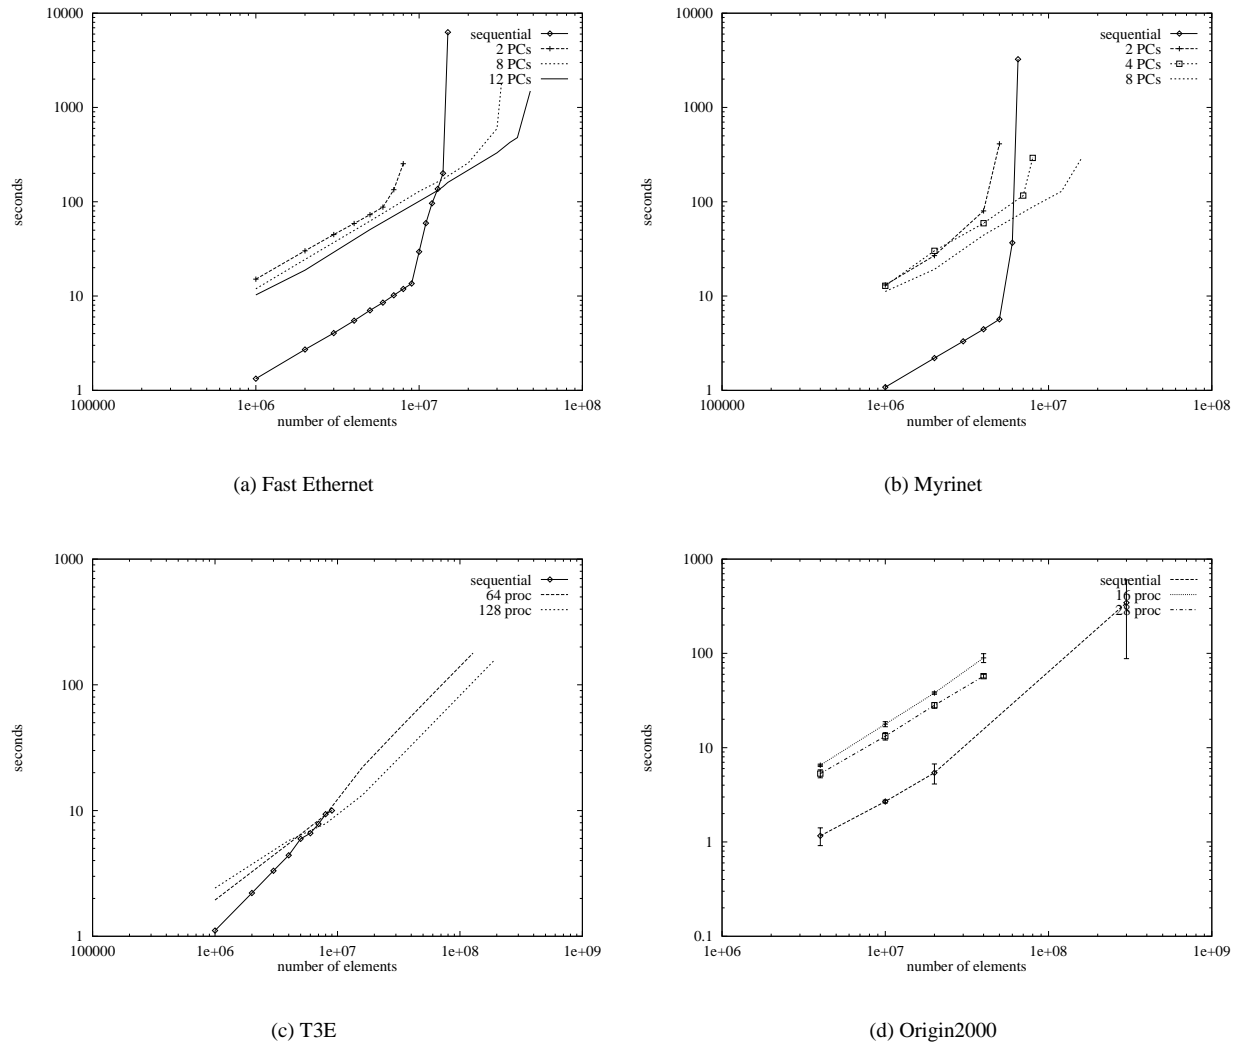 10000
1000
100
10
1
seconds
sequential
2 PCs
8 PCs
12 PCs
100000 1e+06 1e+07 1e+08
number of elements
(a) Fast Ethernet
10000
1000
100
10
1
seconds
sequential
2 PCs
4 PCs
8 PCs
100000 1e+06 1e+07 1e+08
number of elements
(b) Myrinet
1000
100
10
1
seconds
sequential
64 proc
128 proc
100000 1e+06 1e+07 1e+08 1e+09
number of elements
(c) T3E
1000
100
10
1
0.1
seconds
sequential
16 proc
28 proc
1e+06 1e+07 1e+08 1e+09
number of elements
(d) Origin2000